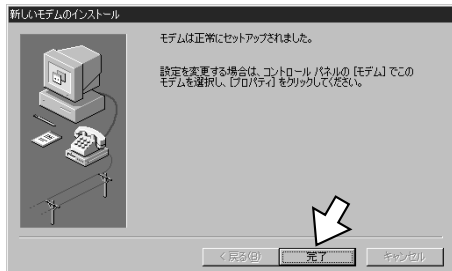 新しいモデムのインストール
モデムは正常にセットアップされました。
設定を変更する場合は、コントロール パネルの [モデム] でこの
モデムを選択し、[プロパティ] をクリックしてください。
< 戻る(B)
完了
キャンセル